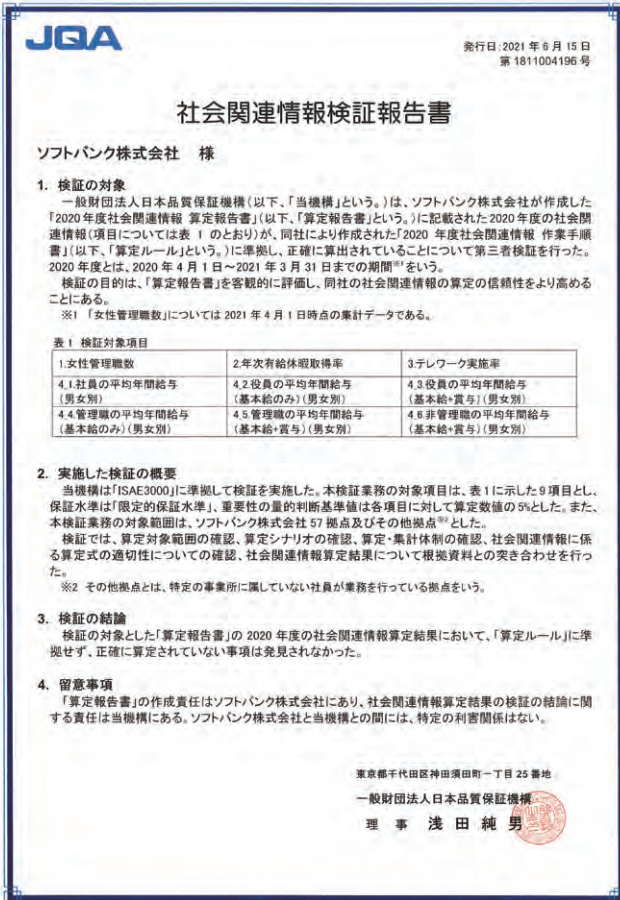 JQA
発行日:2021年6月15日
第1811004196号
社会関連情報検証報告書
ソフトバンク株式会社 様
1. 検証の対象
一般財団法人日本品質保証機構(以下、「当機構」という。)は、ソフトバンク株式会社が作成した
「2020年度社会関連情報 算定報告書」(以下、「算定報告書」という。)に記載された2020年度の社会関
連情報(項目については表 1 のとおり)が、同社により作成された「2020 年度社会関連情報 作業手順
書」(以下、「算定ルール」という。)に準拠し、正確に算出されていることについて第三者検証を行った。
2020 年度とは、2020 年 4 月 1 日~2021 年 3 月 31 日までの期間※1をいう。
検証の目的は、「算定報告書」を客観的に評価し、同社の社会関連情報の算定の信頼性をより高める
ことにある。
※1 「女性管理職数」については 2021 年 4 月 1 日時点の集計データである。
表 1 検証対象項目
1.女性管理職数 2.年次有給休暇取得率 3.テレワーク実施率
4_1.社員の平均年間給与 4_2.役員の平均年間給与 4_3.役員の平均年間給与
(男女別) (基本給のみ)(男女別) (基本給+賞与)(男女別)
4_4.管理職の平均年間給与 4_5.管理職の平均年間給与 4_6.非管理職の平均年間給与
(基本給のみ)(男女別) (基本給+賞与)(男女別) (基本給+賞与)(男女別)
2. 実施した検証の概要
当機構は「ISAE3000」に準拠して検証を実施した。本検証業務の対象項目は、表1に示した9項目とし、
保証水準は「限定的保証水準」、重要性の量的判断基準値は各項目に対して算定数値の5%とした。また、
本検証業務の対象範囲は、ソフトバンク株式会社 57 拠点及びその他拠点※2とした。
検証では、算定対象範囲の確認、算定シナリオの確認、算定・集計体制の確認、社会関連情報に係
る算定式の適切性についての確認、社会関連情報算定結果について根拠資料との突き合わせを行っ
た。
※2 その他拠点とは、特定の事業所に属していない社員が業務を行っている拠点をいう。
3. 検証の結論
検証の対象とした「算定報告書」の 2020 年度の社会関連情報算定結果において、「算定ルール」に準
拠せず、正確に算定されていない事項は発見されなかった。
4. 留意事項
「算定報告書」の作成責任はソフトバンク株式会社にあり、社会関連情報算定結果の検証の結論に関
する責任は当機構にある。ソフトバンク株式会社と当機構との間には、特定の利害関係はない。
東京都千代田区神田須田町一丁目 25 番地
一般財団法人日本品質保証機構
理 事 浅 田 純 男